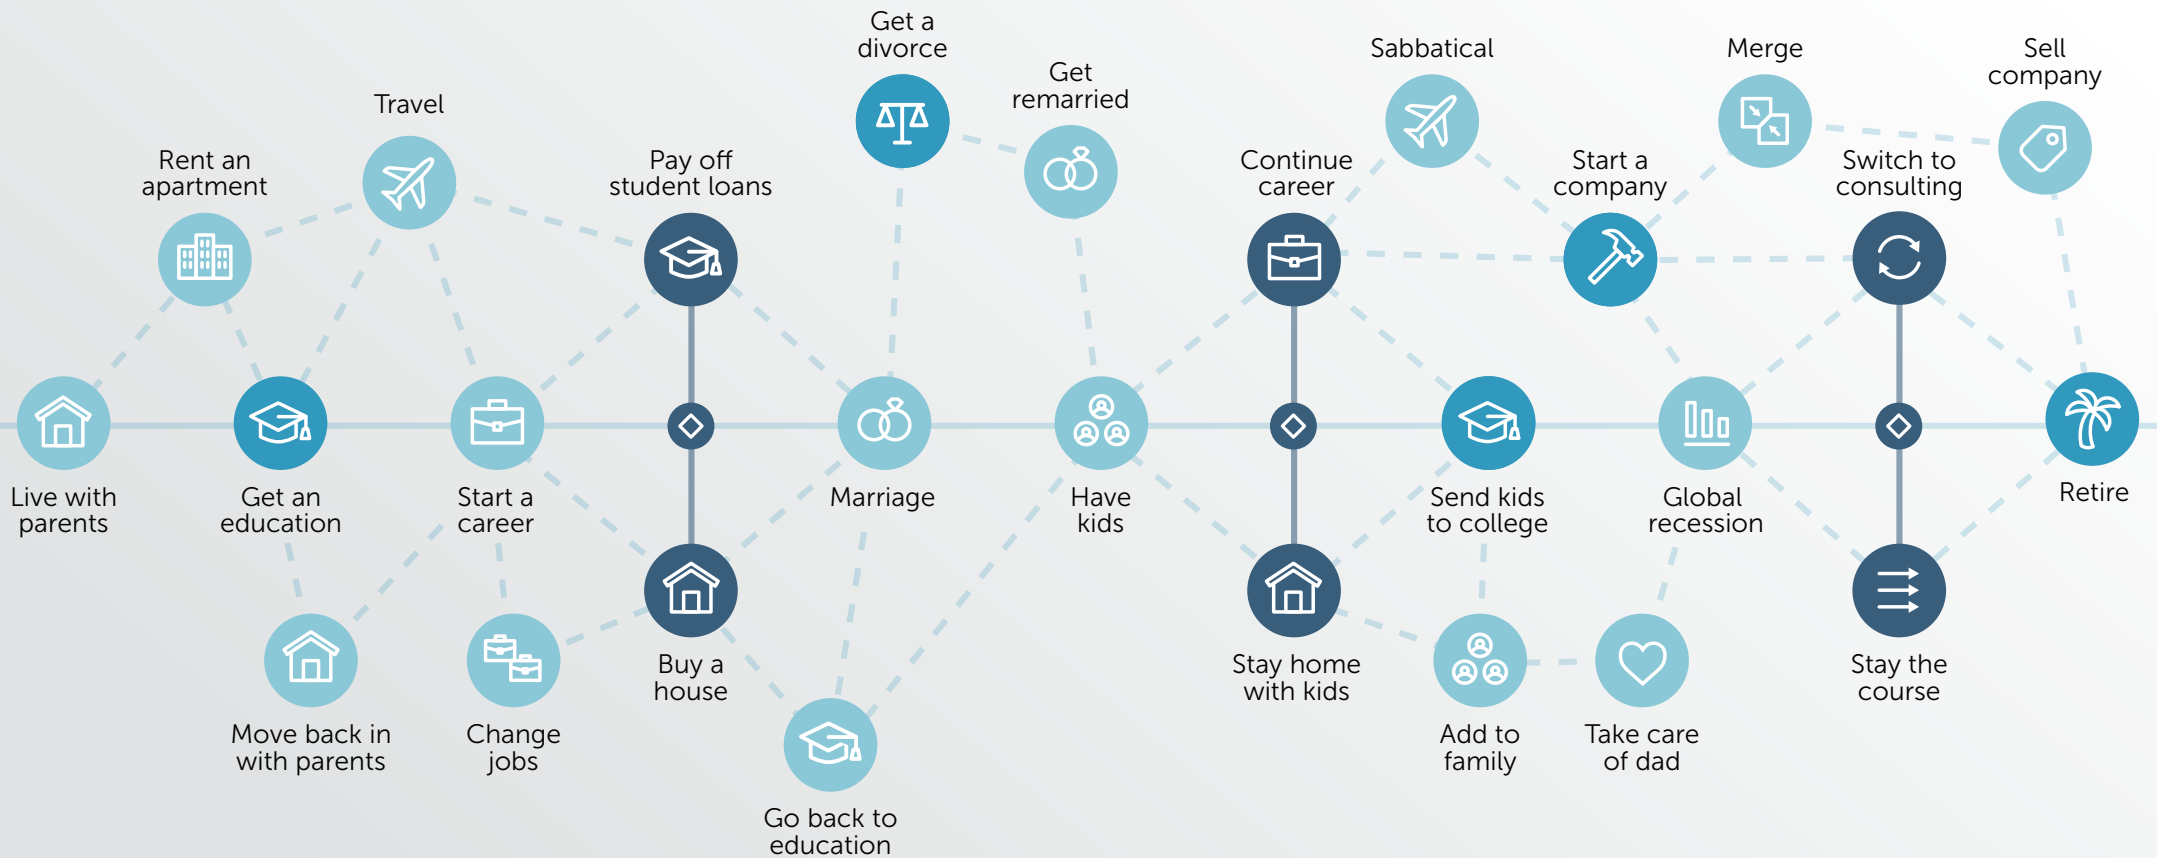 Get a
divorce
Get
remarried
Sabbatical
Merge
Sell
company
Travel
Rent an
apartment
Pay off
student loans
Continue
career
Start a
company
Switch to
consulting
Live with
parents
Get an
education
Start a
career
Marriage
Have
kids
Send kids
to college
Global
recession
Retire
Move back in
with parents
Change
jobs
Buy a
house
Stay home
with kids
Add to
family
Take care
of dad
Stay the
course
Go back to
education